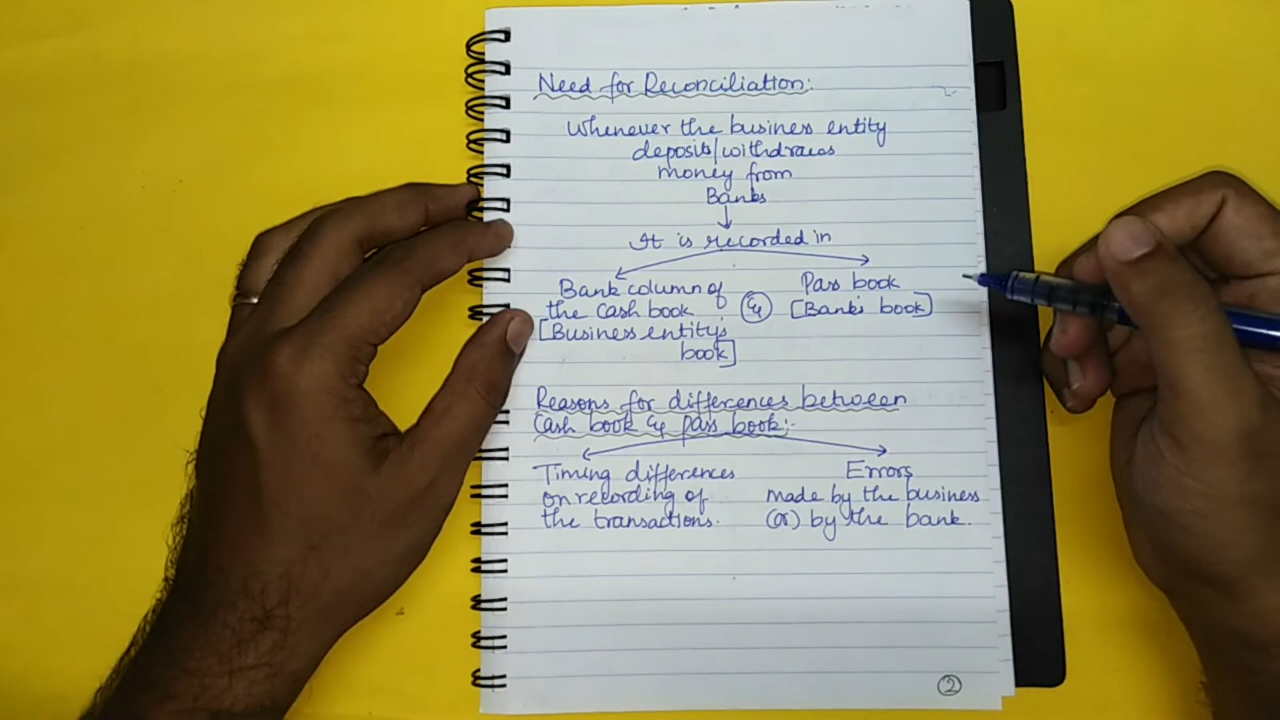 Need for Reconciliation:
Whenever the business entity
deposits/withdraws
money from
Banks
It is recorded in
Bank column of
the cash book
[Business entity's
book]
&
Pass book
[Bank's book]
Reasons for differences between
Cash book & pass book:-
Timing differences
on recording of
the transactions.
Errors
made by the business
(or) by the bank.
2